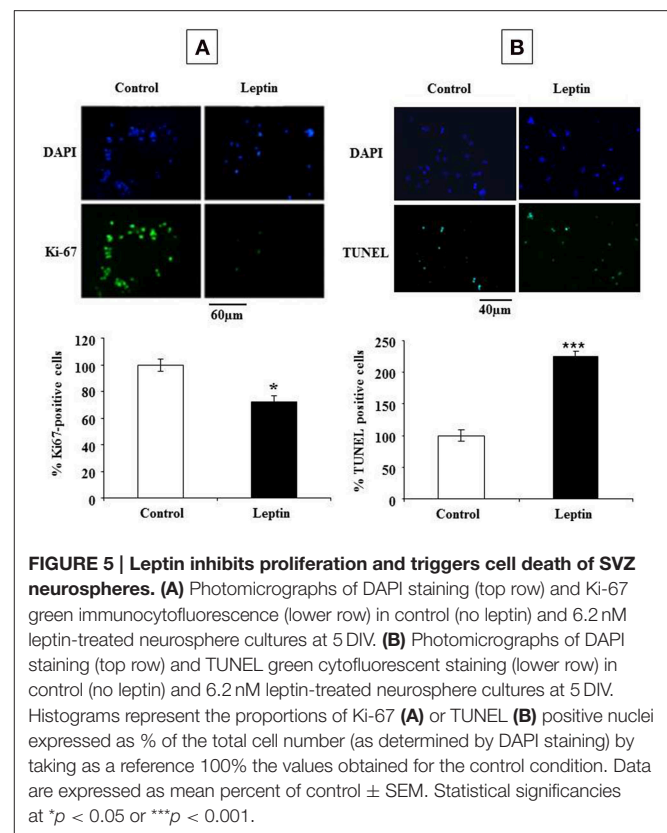 A
B
Control
Leptin
Control
Leptin
DAPI
DAPI
Ki-67
TUNEL
60µm
40µm
% Ki67-positive cells
120
100
80
60
40
20
0
*
Control
Leptin
% TUNEL positive cells
250
200
150
100
50
0
***
Control
Leptin
FIGURE 5 | Leptin inhibits proliferation and triggers cell death of SVZ
neurospheres. (A) Photomicrographs of DAPI staining (top row) and Ki-67
green immunocytofluorescence (lower row) in control (no leptin) and 6.2 nM
leptin-treated neurosphere cultures at 5 DIV. (B) Photomicrographs of DAPI
staining (top row) and TUNEL green cytofluorescent staining (lower row) in
control (no leptin) and 6.2 nM leptin-treated neurosphere cultures at 5 DIV.
Histograms represent the proportions of Ki-67 (A) or TUNEL (B) positive nuclei
expressed as % of the total cell number (as determined by DAPI staining) by
taking as a reference 100% the values obtained for the control condition. Data
are expressed as mean percent of control ± SEM. Statistical significancies
at *p < 0.05 or ***p < 0.001.